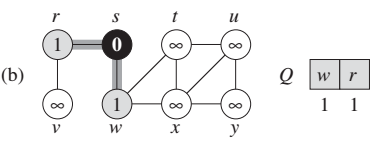 r s t u
1 0 ∞ ∞
(b) Q w r
∞ 1 ∞ ∞ 1 1
v w x y